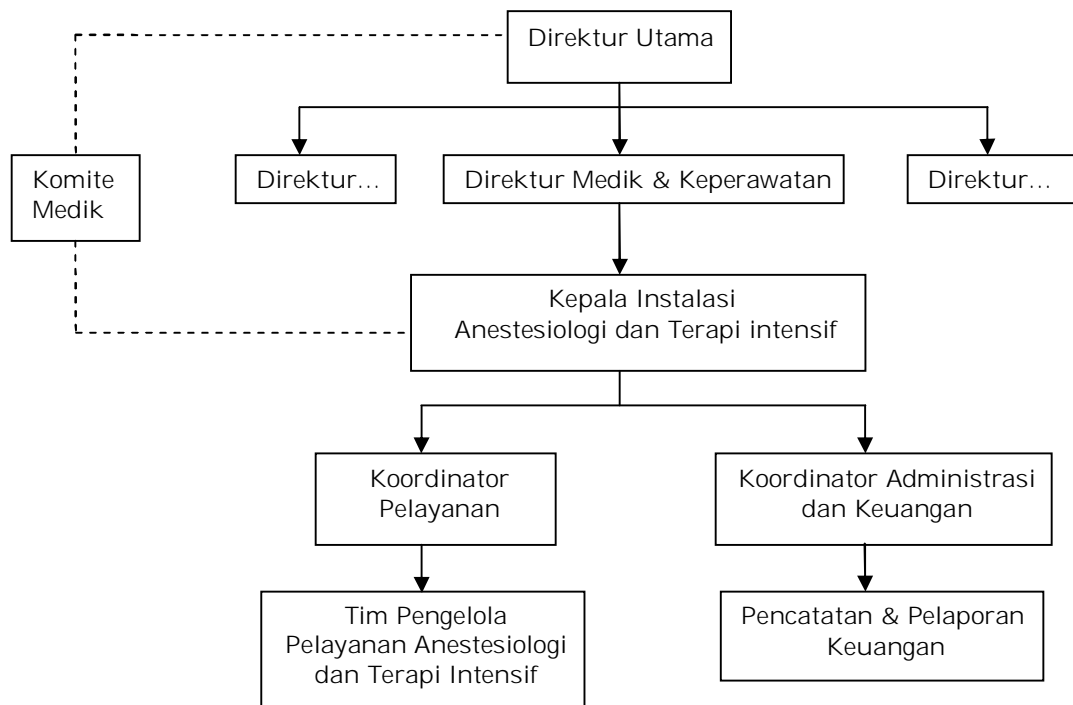 Direktur Utama
Komite
Medik
Direktur...
Direktur Medik & Keperawatan
Direktur...
Kepala Instalasi
Anestesiologi dan Terapi intensif
Koordinator
Pelayanan
Koordinator Administrasi
dan Keuangan
Tim Pengelola
Pelayanan Anestesiologi
dan Terapi Intensif
Pencatatan & Pelaporan
Keuangan